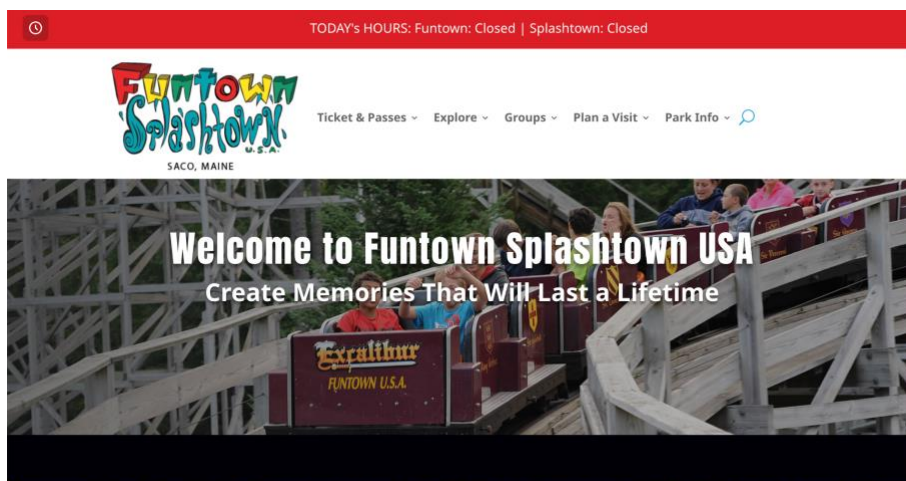 TODAY's HOURS: Funtown: Closed | Splashtown: Closed
Funtown
Splashtown
U.S.A.
SACO, MAINE
Ticket & Passes Explore Groups Plan a Visit Park Info
Welcome to Funtown Splashtown USA
Create Memories That Will Last a Lifetime
Excalibur
FUNTOWN U.S.A.